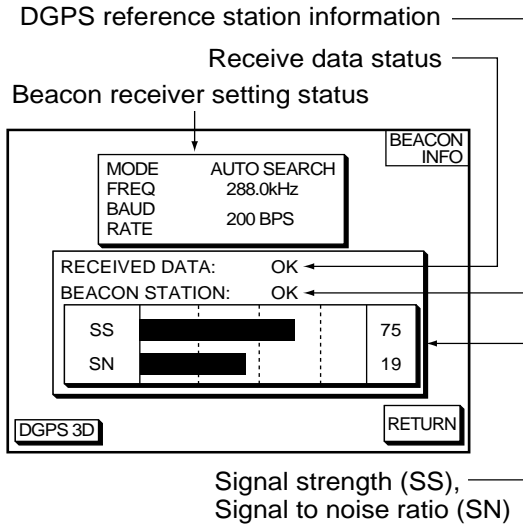 DGPS reference station information
Receive data status
Beacon receiver setting status
BEACON
INFO
MODE AUTO SEARCH
FREQ 288.0kHz
BAUD
RATE 200 BPS
RECEIVED DATA: OK
BEACON STATION: OK
SS 75
SN 19
DGPS 3D
RETURN
Signal strength (SS),
Signal to noise ratio (SN)